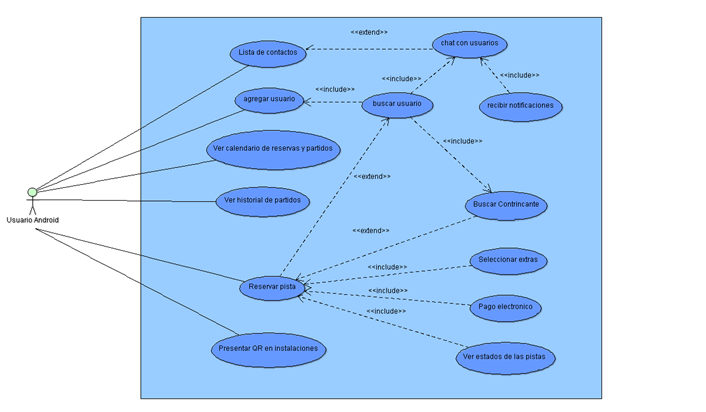 <<extend>>
chat con usuarios
Lista de contactos
<<include>>
<<include>>
<<include>>
agregar usuario
buscar usuario
recibir notificaciones
<<include>>
Ver calendario de reservas y partidos
<<extend>>
Ver historial de partidos
Buscar Contrincante
Usuario Android
<<extend>>
Seleccionar extras
<<include>>
Reservar pista
<<include>>
Pago electronico
<<include>>
Presentar QR en instalaciones
Ver estados de las pistas